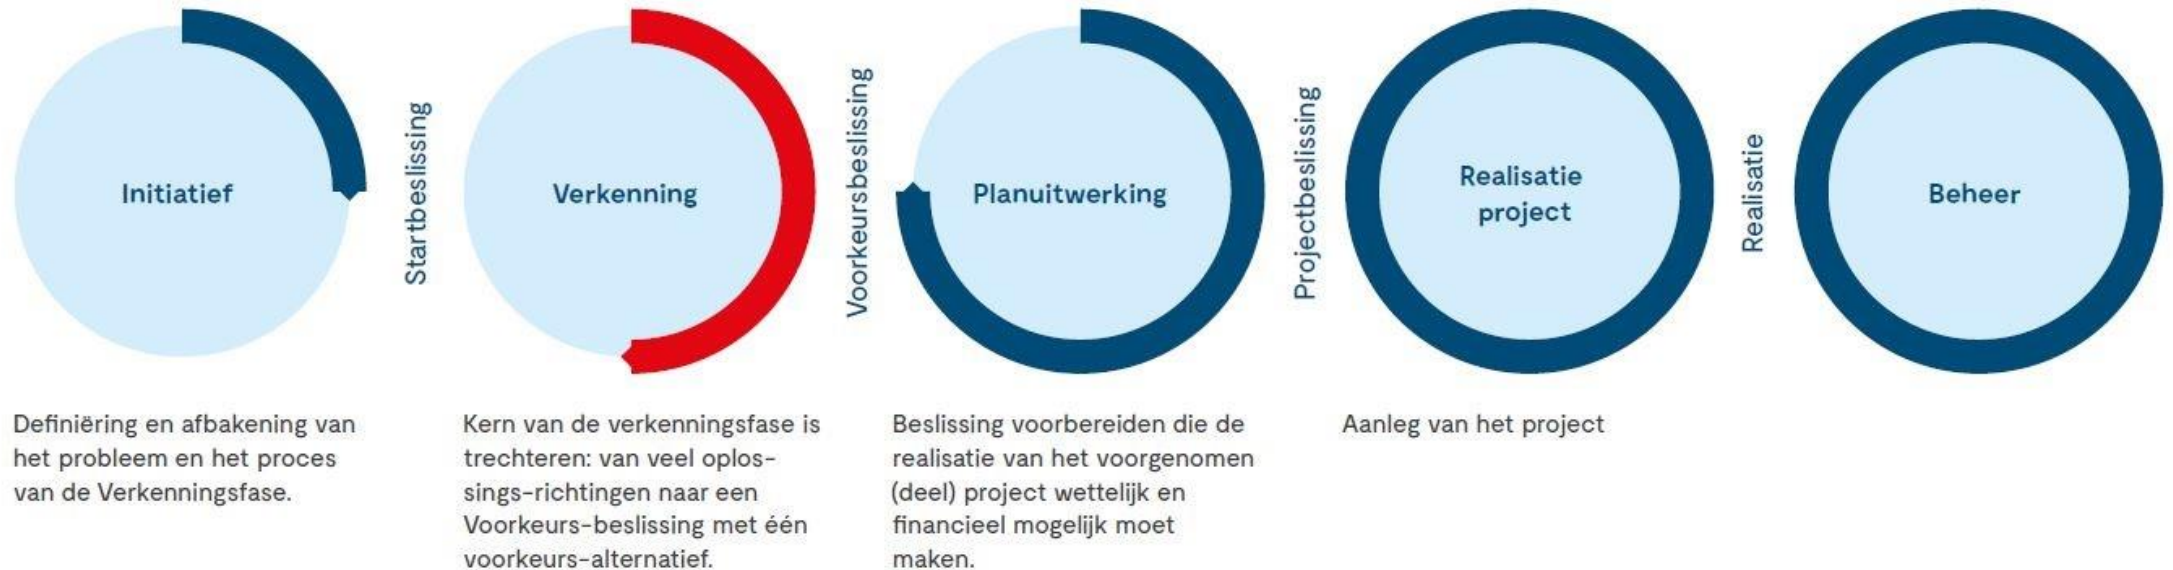 Initiatief
Startbeslissing
Verkenning
Voorkeursbeslissing
Planuitwerking
Projectbeslissing
Realisatie
project
Realisatie
Beheer
Definiëring en afbakening van
het probleem en het proces
van de Verkenningsfase.
Kern van de verkenningsfase is
trechteren: van veel oplos-
sings-richtingen naar een
Voorkeurs-beslissing met één
voorkeurs-alternatief.
Beslissing voorbereiden die de
realisatie van het voorgenomen
(deel) project wettelijk en
financieel mogelijk moet
maken.
Aanleg van het project